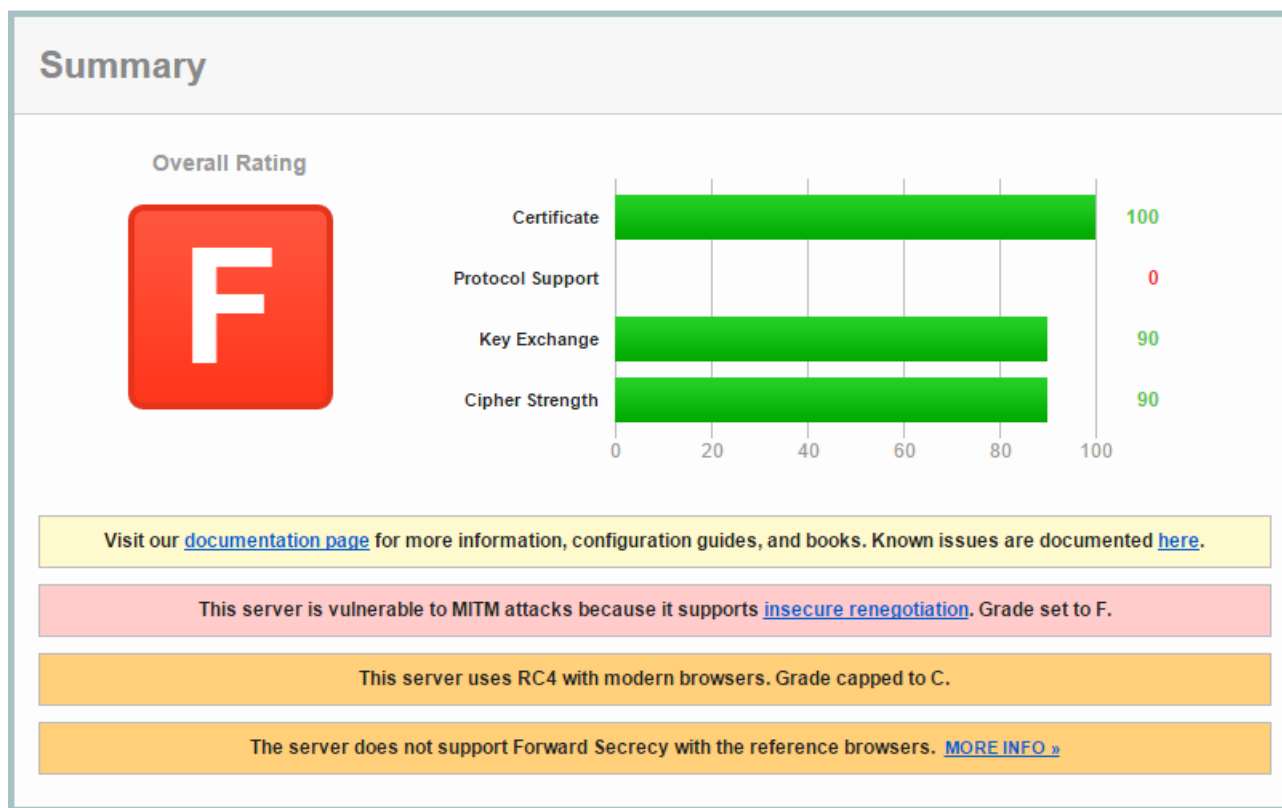 Summary
Overall Rating
F
Certificate 100
Protocol Support 0
Key Exchange 90
Cipher Strength 90
0 20 40 60 80 100
Visit our documentation page for more information, configuration guides, and books. Known issues are documented here.
This server is vulnerable to MITM attacks because it supports insecure renegotiation. Grade set to F.
This server uses RC4 with modern browsers. Grade capped to C.
The server does not support Forward Secrecy with the reference browsers. MORE INFO »